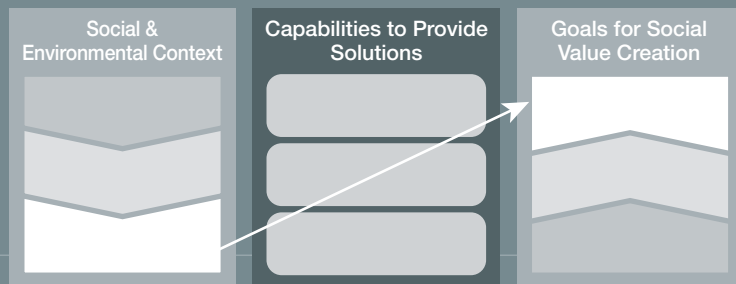 Social &
Environmental Context
Capabilities to Provide
Solutions
Goals for Social
Value Creation